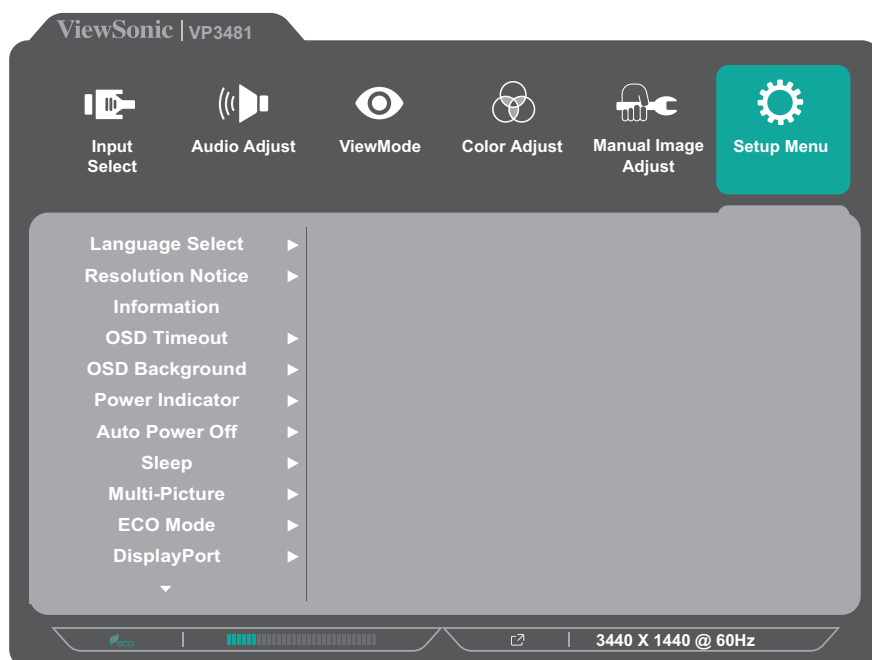 ViewSonic | VP3481
Input Select
Audio Adjust
ViewMode
Color Adjust
Manual Image Adjust
Setup Menu
Language Select
Resolution Notice
Information
OSD Timeout
OSD Background
Power Indicator
Auto Power Off
Sleep
Multi-Picture
ECO Mode
DisplayPort
eco
3440 X 1440 @ 60Hz